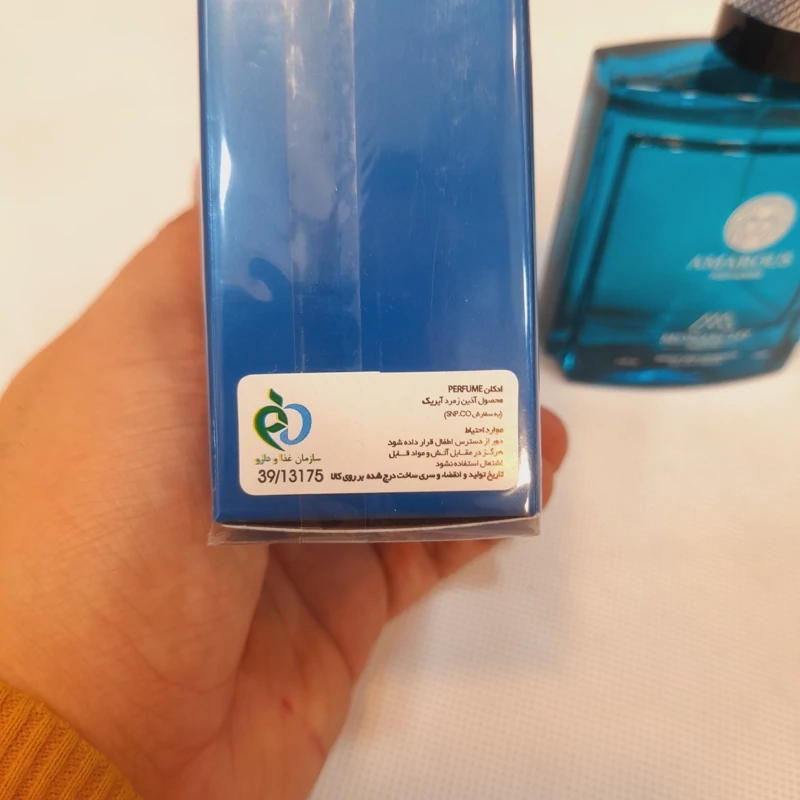 ادکلن PERFUME
محصول آذین زمرد آیریک
(به سفارش SNP.CO)
موارد احتیاط
دور از دسترس اطفال قرار داده شود
هرگز در مقابل آتش و مواد قابل
اشتعال استفاده نشود
تاریخ تولید و انقضاء و سری ساخت درج شده بر روی کالا
سازمان غذا و دارو
39/13175
AMAROUS